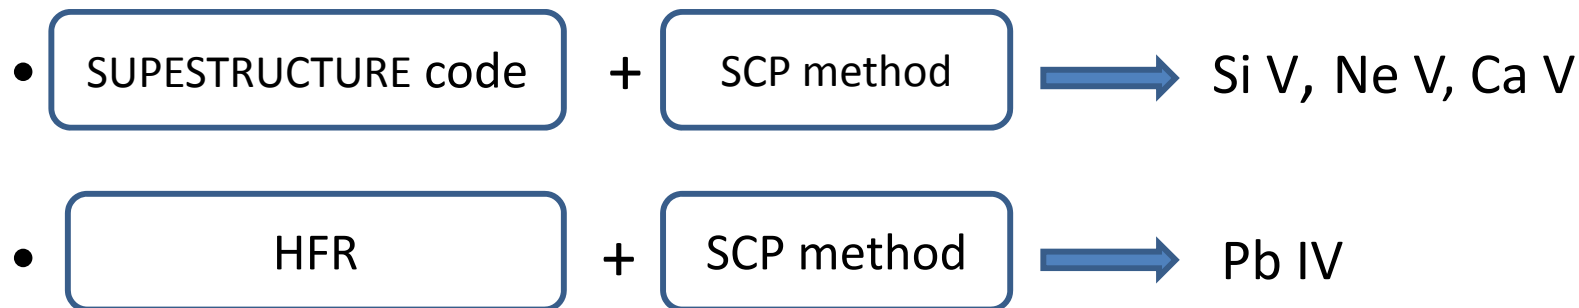 • SUPESTRUCTURE code + SCP method Si V, Ne V, Ca V
• HFR + SCP method Pb IV